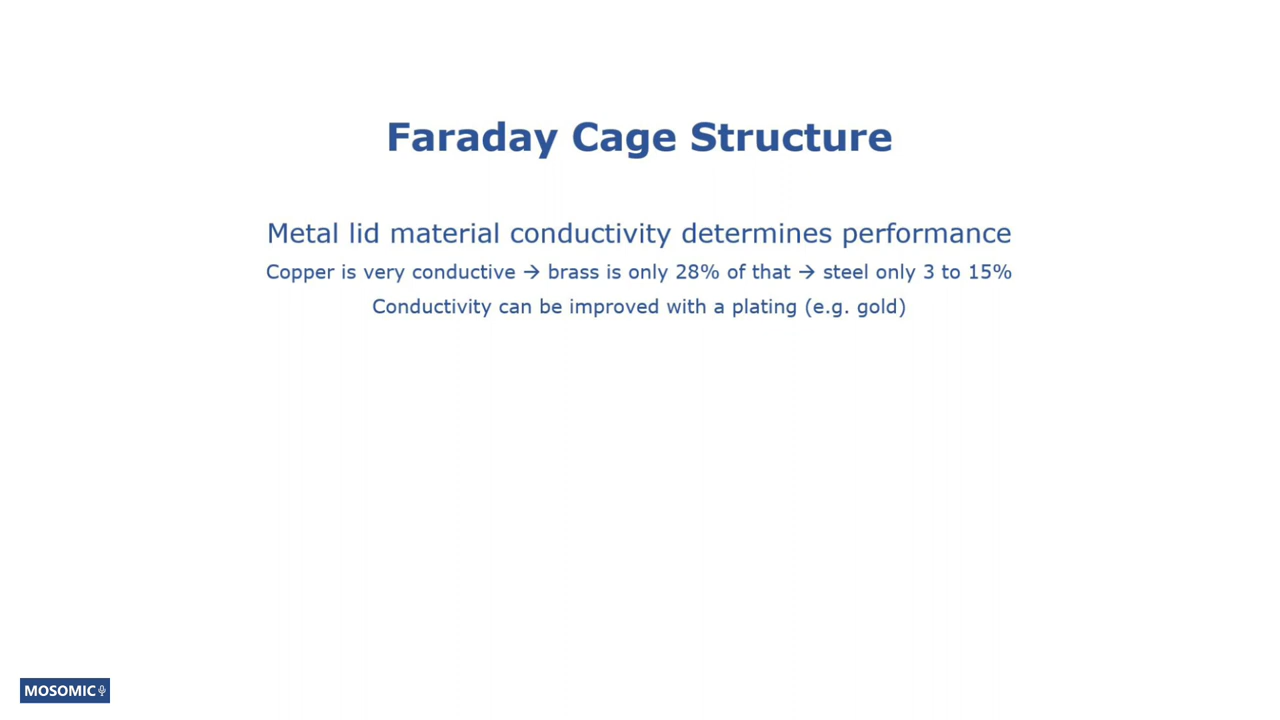 Faraday Cage Structure
Metal lid material conductivity determines performance
Copper is very conductive → brass is only 28% of that → steel only 3 to 15%
Conductivity can be improved with a plating (e.g. gold)
MOSOMIC